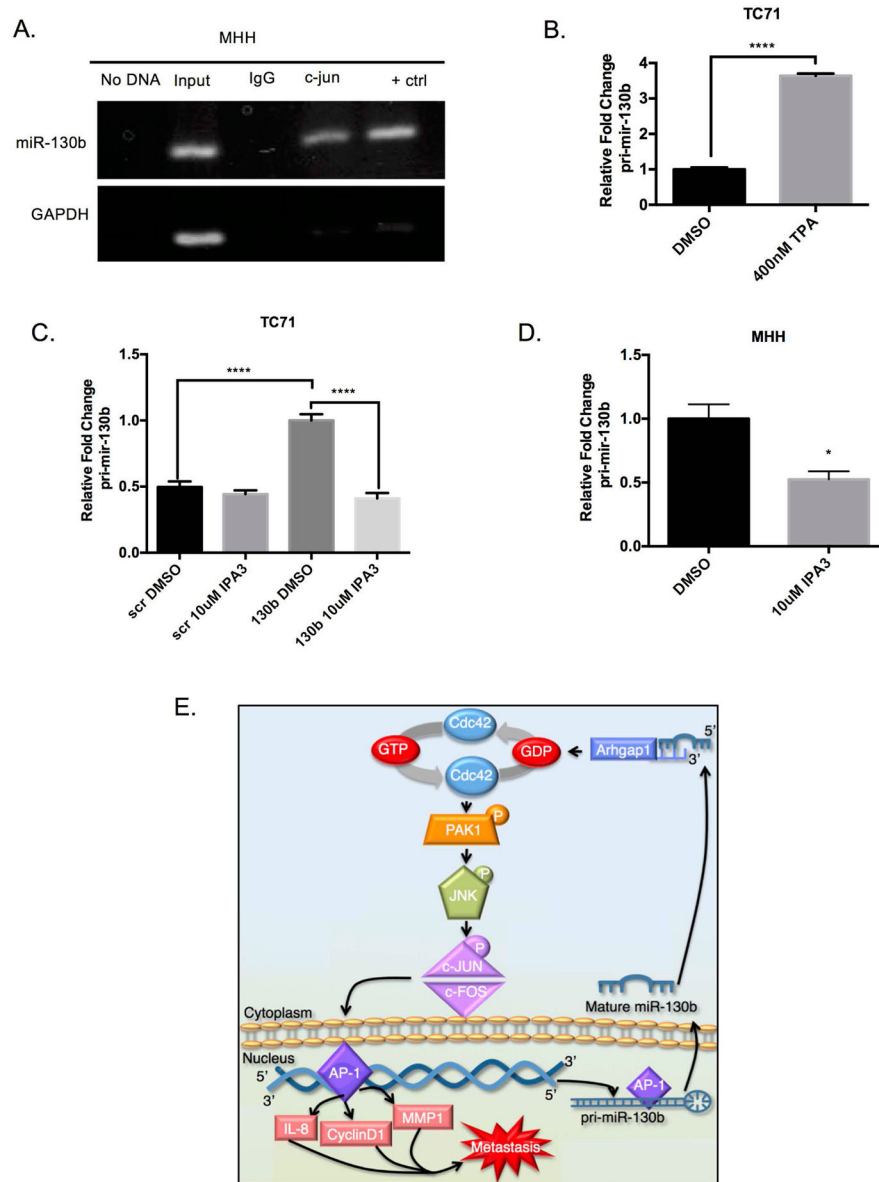 A.
MHH
No DNA Input IgG c-jun + ctrl
miR-130b
GAPDH
B.
TC71
Relative Fold Change
pri-mir-130b
4
3
2
1
0
****
DMSO
400nM TPA
C.
TC71
Relative Fold Change
pri-mir-130b
1.5
1.0
0.5
0.0
****
****
scr DMSO
scr 10uM IPA3
130b DMSO
130b 10uM IPA3
D.
MHH
Relative Fold Change
pri-mir-130b
1.5
1.0
0.5
0.0
*
DMSO
10uM IPA3
E.
Cdc42
GTP
GDP
Cdc42
Arhgap1
5'
3'
P
PAK1
P
JNK
P
c-JUN
c-FOS
Mature miR-130b
Cytoplasm
Nucleus
5'
3'
AP-1
3'
5'
AP-1
pri-miR-130b
IL-8
CyclinD1
MMP1
Metastasis